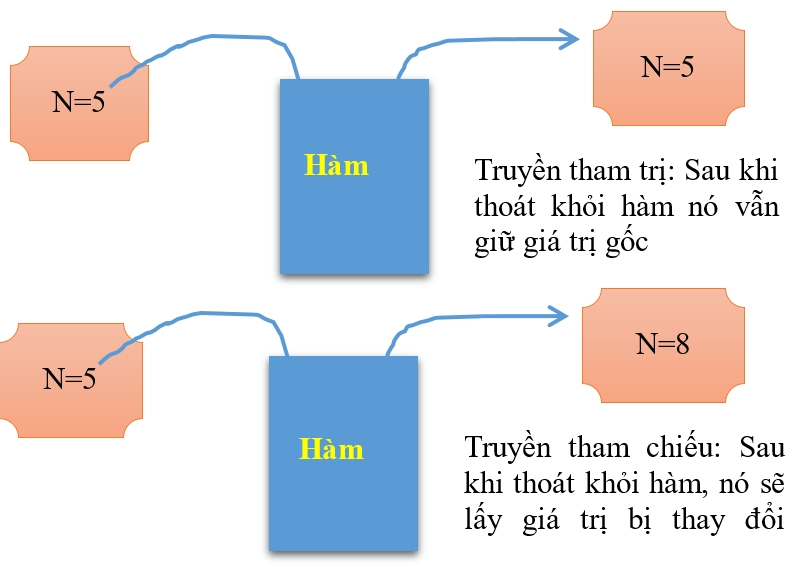 N=5
Hàm
N=5
Truyền tham trị: Sau khi
thoát khỏi hàm nó vẫn
giữ giá trị gốc
N=5
Hàm
N=8
Truyền tham chiếu: Sau
khi thoát khỏi hàm, nó sẽ
lấy giá trị bị thay đổi